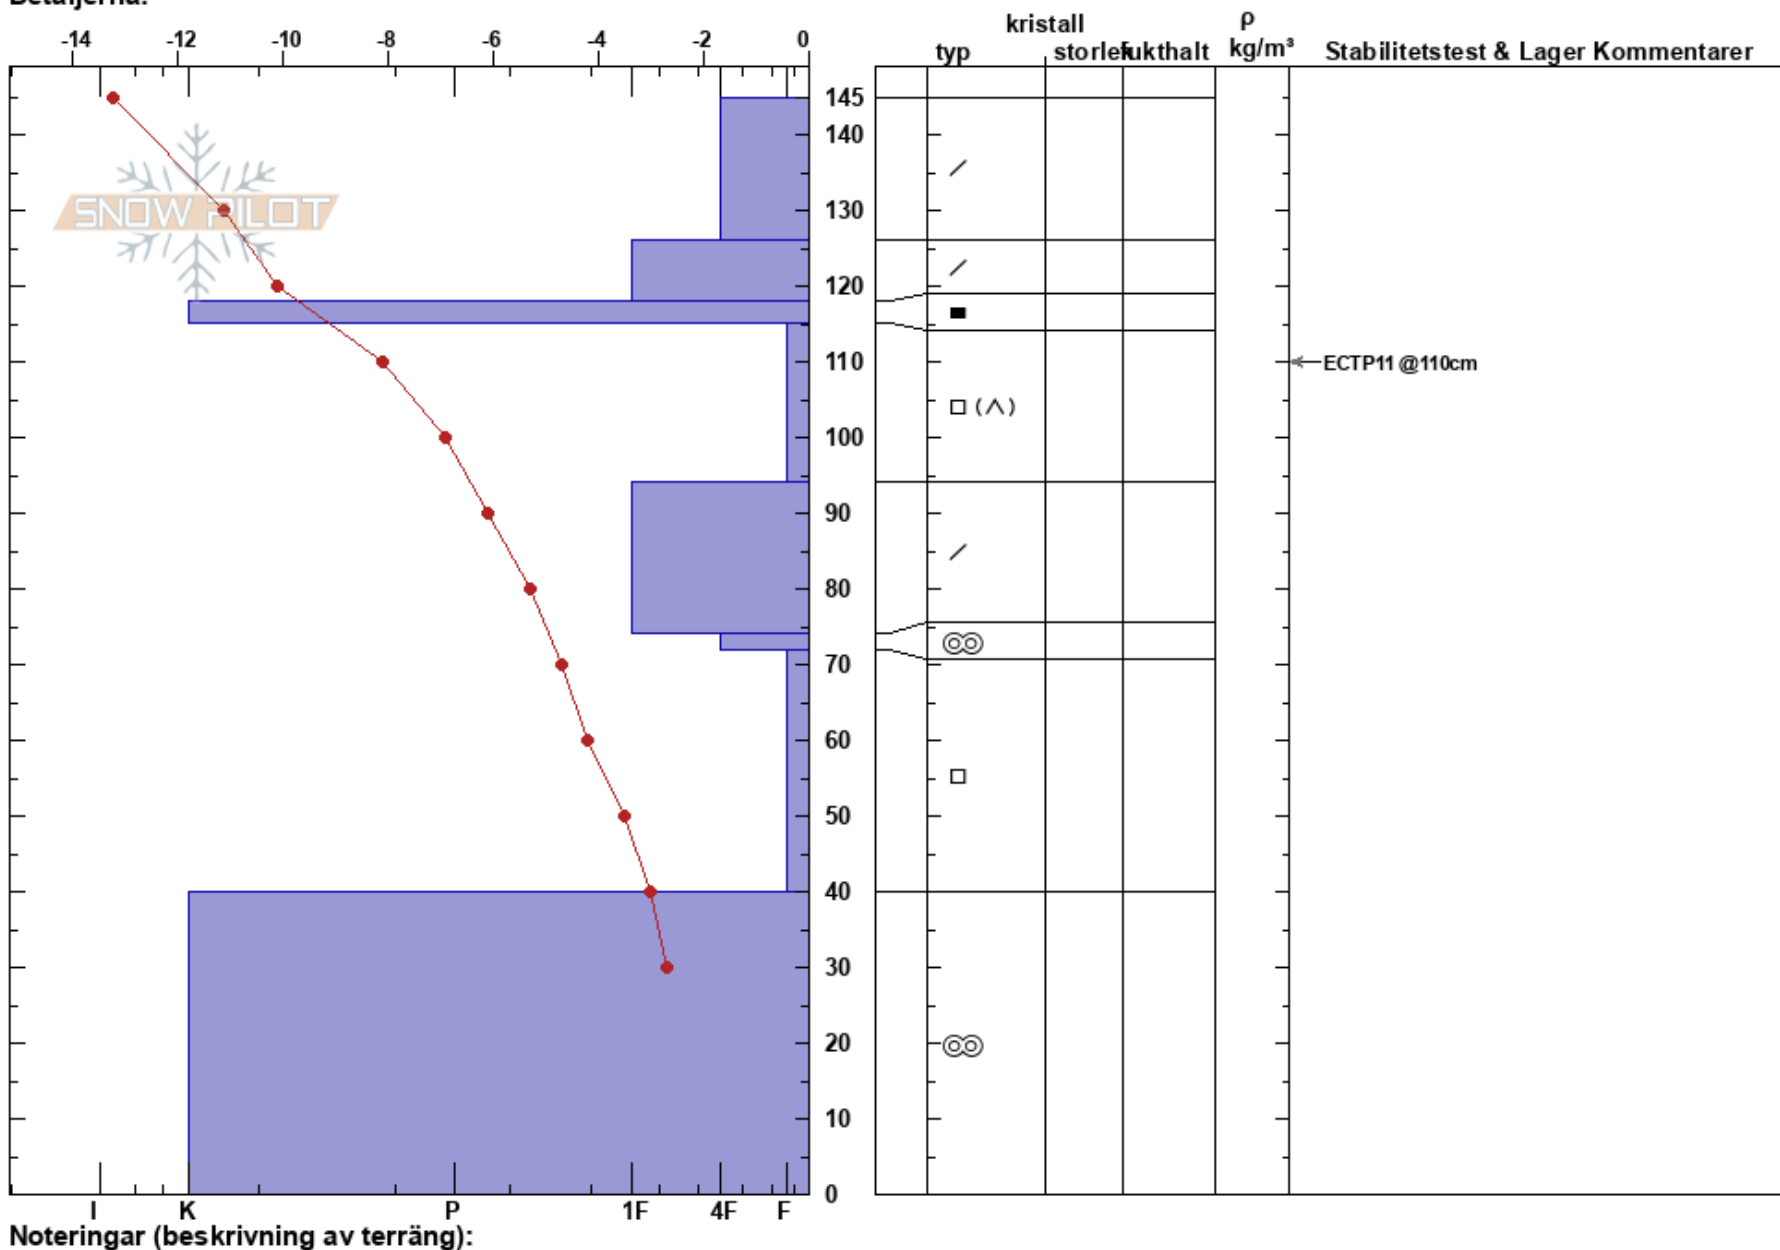 Detaljerna:
-14 -12 -10 -8 -6 -4 -2 0
kristall
typ storlek fukthalt
ρ
kg/m³
Stabilitetstest & Lager Kommentarer
SNOW PILOT
145
140
130
120
110
100
90
80
70
60
50
40
30
20
10
0
ECTP11 @110cm
I K P 1F 4F F
Noteringar (beskrivning av terräng):